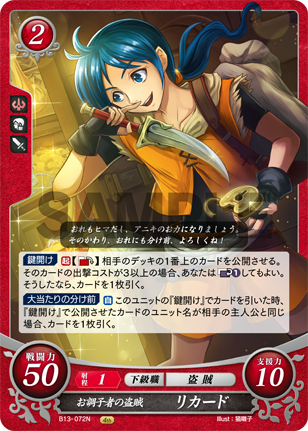 2
SAMPLE
おれもヒマだし、アニキのお力になりましょう。
そのかわり、おれにも分け前、よろしくね！
鍵開け 起【 】相手のデッキの1番上のカードを公開させる。
そのカードの出撃コストが3以上の場合、あなたは 1してもよい。
そうしたなら、カードを1枚引く。
大当たりの分け前 自 このユニットの『鍵開け』でカードを引いた時、
『鍵開け』で公開させたカードのユニット名が相手の主人公と同じ
場合、カードを1枚引く。
戦闘力
50
射程 1 下級職 盗賊
支援力
10
お調子者の盗賊 リカード
B13-072N
Illust:猫囃子